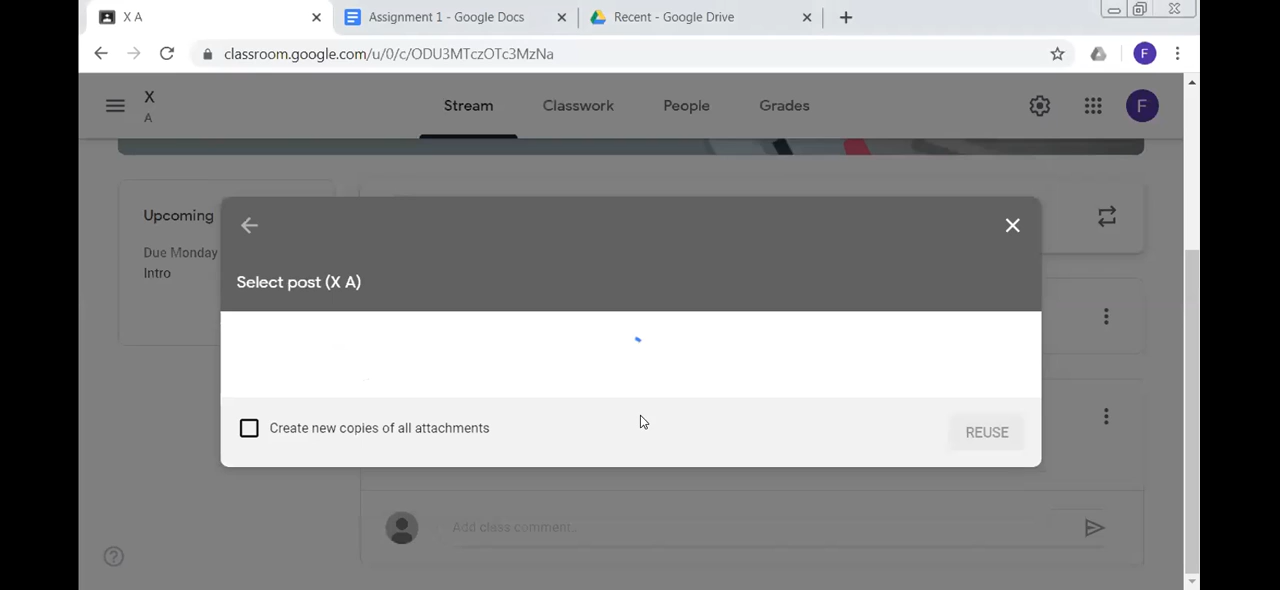 X A
Assignment 1 - Google Docs
Recent - Google Drive
classroom.google.com/u/0/c/ODU3MTczOTc3MzNa
F
X
A
Stream
Classwork
People
Grades
F
Upcoming
Due Monday
Intro
Select post (X A)
Create new copies of all attachments
REUSE
Add class comment...